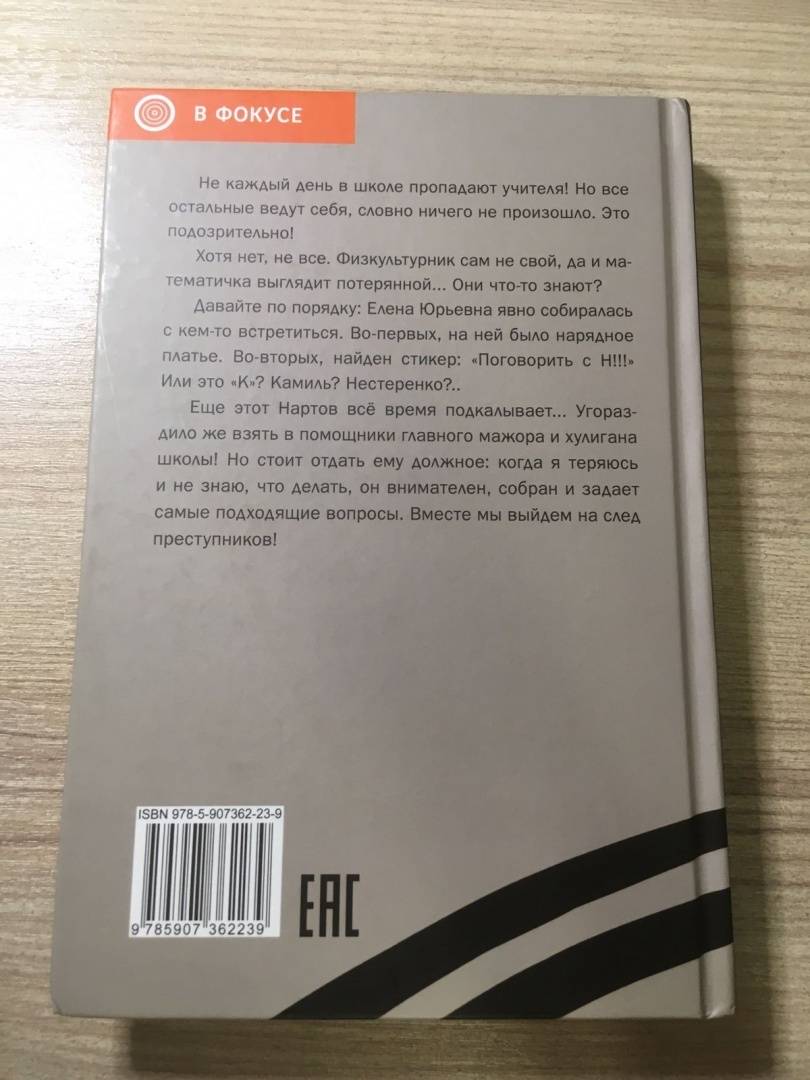 В ФОКУСЕ
Не каждый день в школе пропадают учителя! Но все
остальные ведут себя, словно ничего не произошло. Это
подозрительно!
Хотя нет, не все. Физкультурник сам не свой, да и ма-
тематичка выглядит потерянной... Они что-то знают?
Давайте по порядку: Елена Юрьевна явно собиралась
с кем-то встретиться. Во-первых, на ней было нарядное
платье. Во-вторых, найден стикер: «Поговорить с Н!!!»
Или это «К»? Камиль? Нестеренко?..
Еще этот Нартов всё время подкалывает... Угораз-
дило же взять в помощники главного мажора и хулигана
школы! Но стоит отдать ему должное: когда я теряюсь
и не знаю, что делать, он внимателен, собран и задает
самые подходящие вопросы. Вместе мы выйдем на след
преступников!
ISBN 978-5-907362-23-9
9 785907 362239
EAC